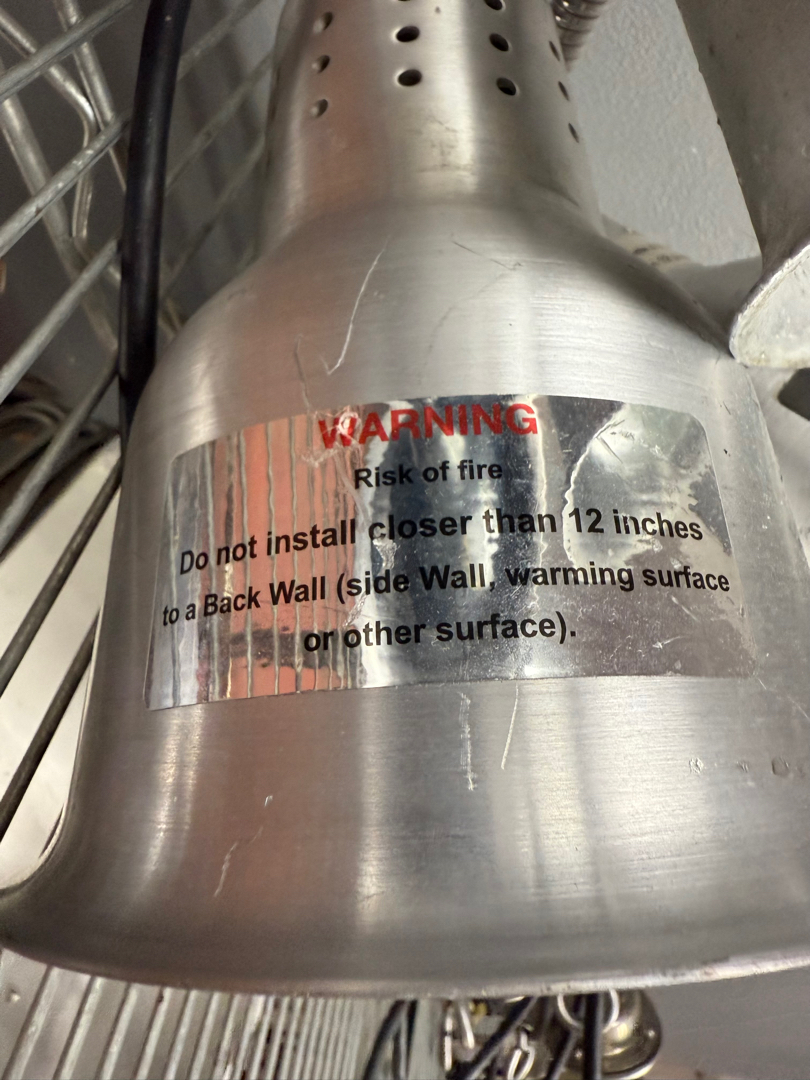 WARNING
Risk of fire
Do not install closer than 12 inches
to a Back Wall (side Wall, warming surface
or other surface).